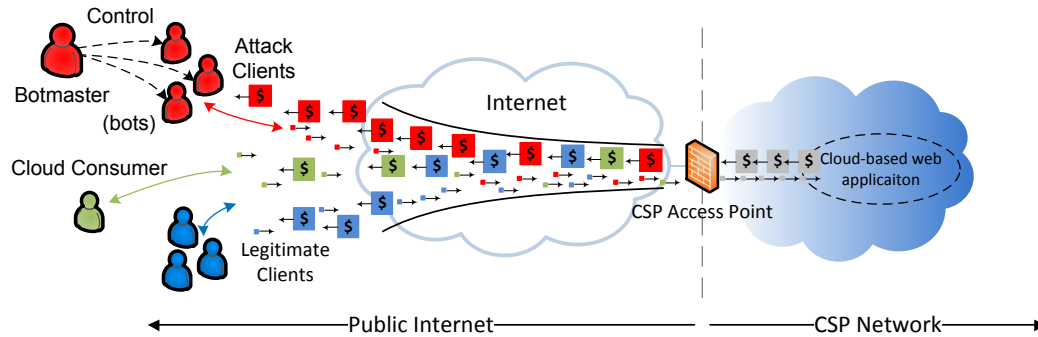 Control
Attack
Clients
Botmaster
(bots)
Cloud Consumer
Legitimate
Clients
Internet
$ $ $
$ $ $
$ $ $ $ $ $ $ $
$ $ $
CSP Access Point
$ $ $
Cloud-based web
applicaiton
Public Internet
CSP Network